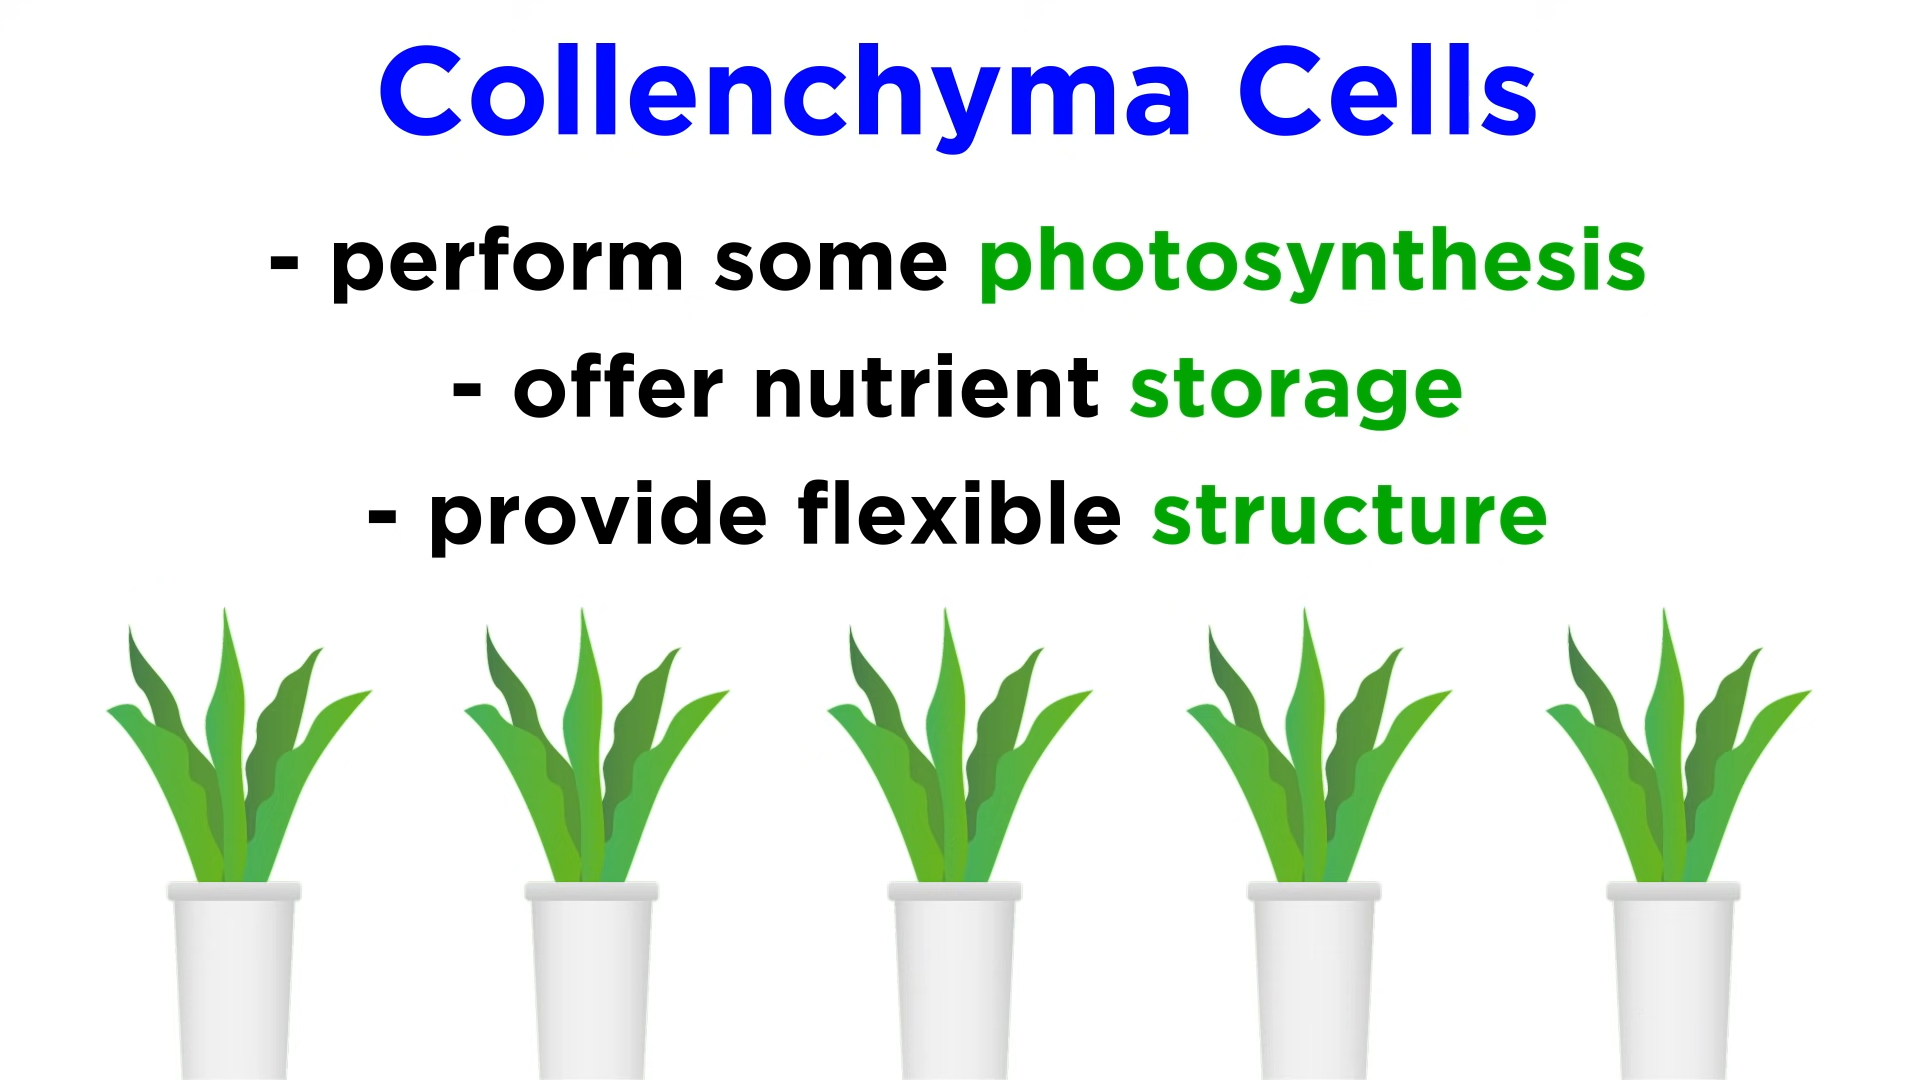 Collenchyma Cells
- perform some photosynthesis
- offer nutrient storage
- provide flexible structure